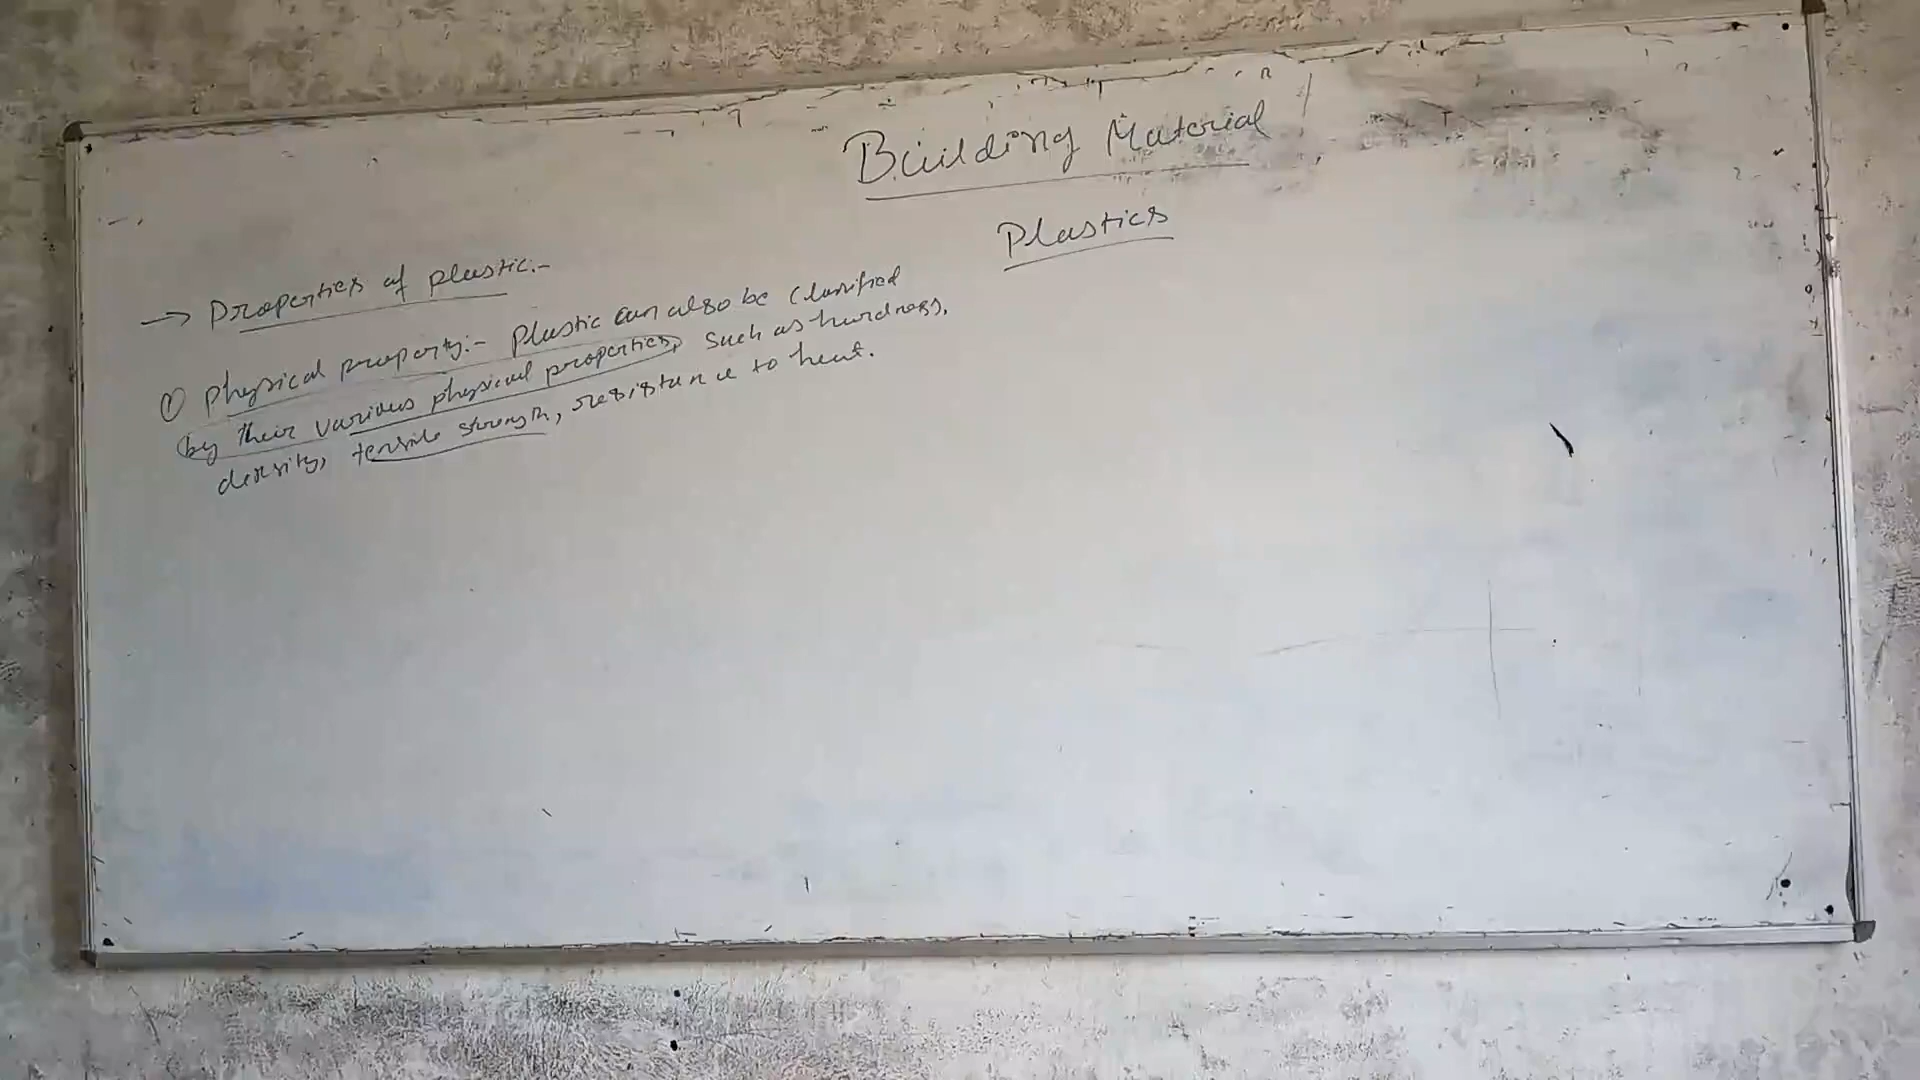 Building Material
Plastics
→ Properties of plastic:-
① physical property:- Plastic can also be classified
by their various physical properties, such as hardness,
density, tensile strength, resistance to heat.